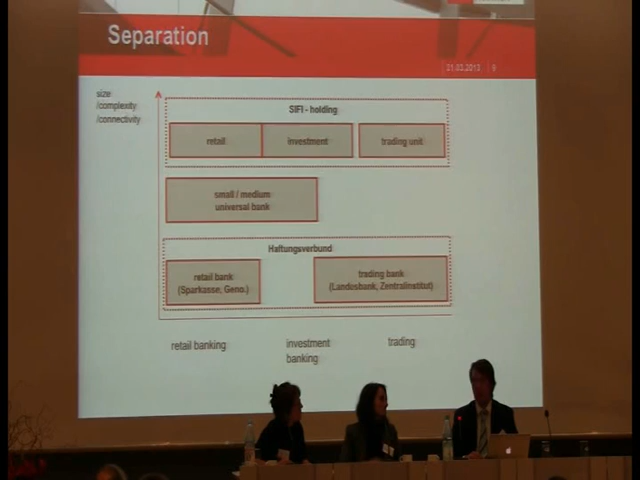 Separation
21.03.2013 9
size
/complexity
/connectivity
SIFI - holding
retail
investment
trading unit
small / medium
universal bank
Haftungsverbund
retail bank
(Sparkasse, Geno.)
trading bank
(Landesbank, Zentralinstitut)
retail banking
investment
banking
trading